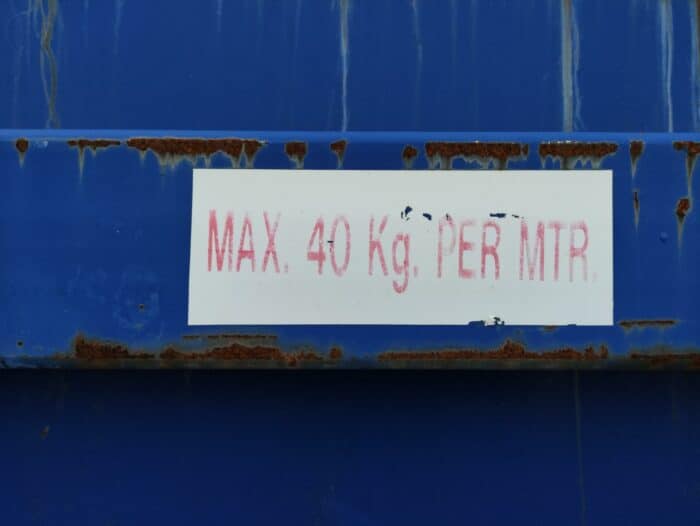 MAX. 40 Kg. PER MTR.